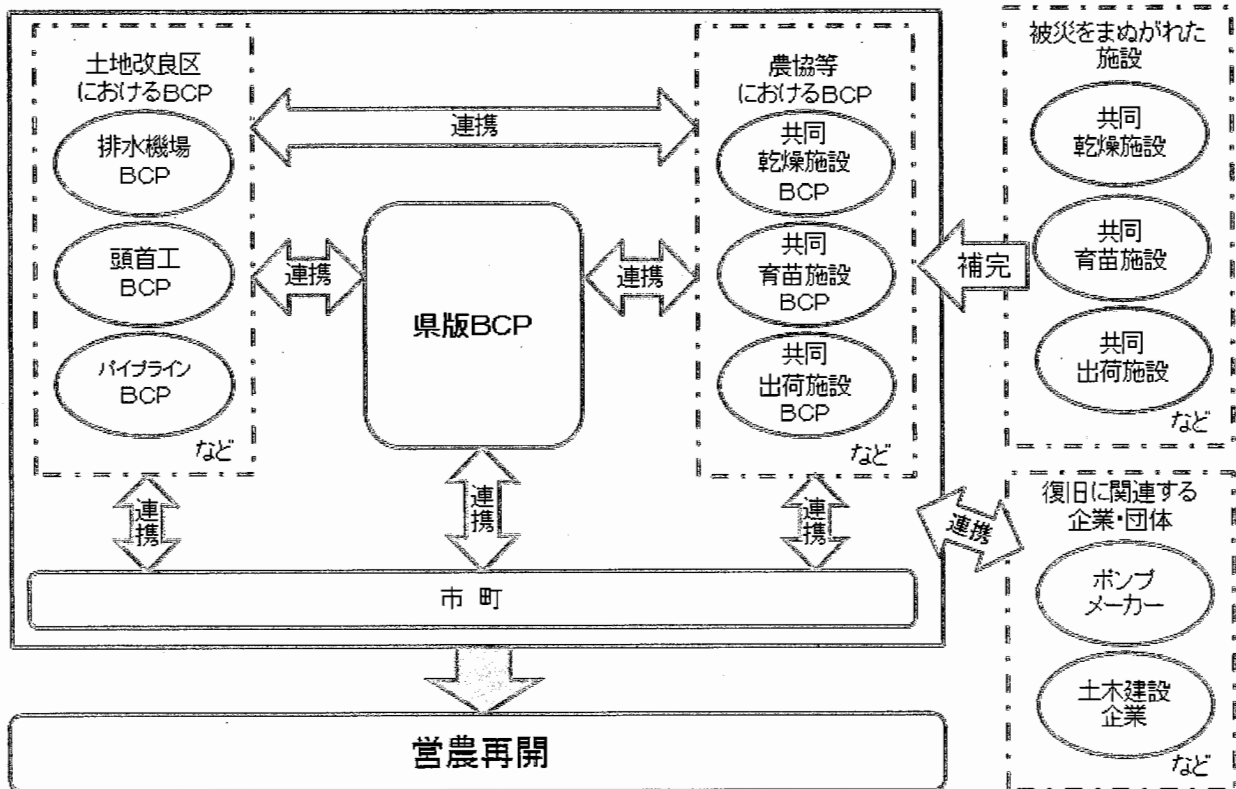 土地改良区
におけるBCP
排水機場
BCP
頭首工
BCP
パイプライン
BCP
など
連携
連携
県版BCP
連携
農協等
におけるBCP
共同
乾燥施設
BCP
共同
育苗施設
BCP
共同
出荷施設
BCP
など
連携
連携
連携
市町
営農再開
被災をまぬがれた
施設
共同
乾燥施設
共同
育苗施設
共同
出荷施設
など
補完
連携
復旧に関連する
企業・団体
ポンプ
メーカー
土木建設
企業
など